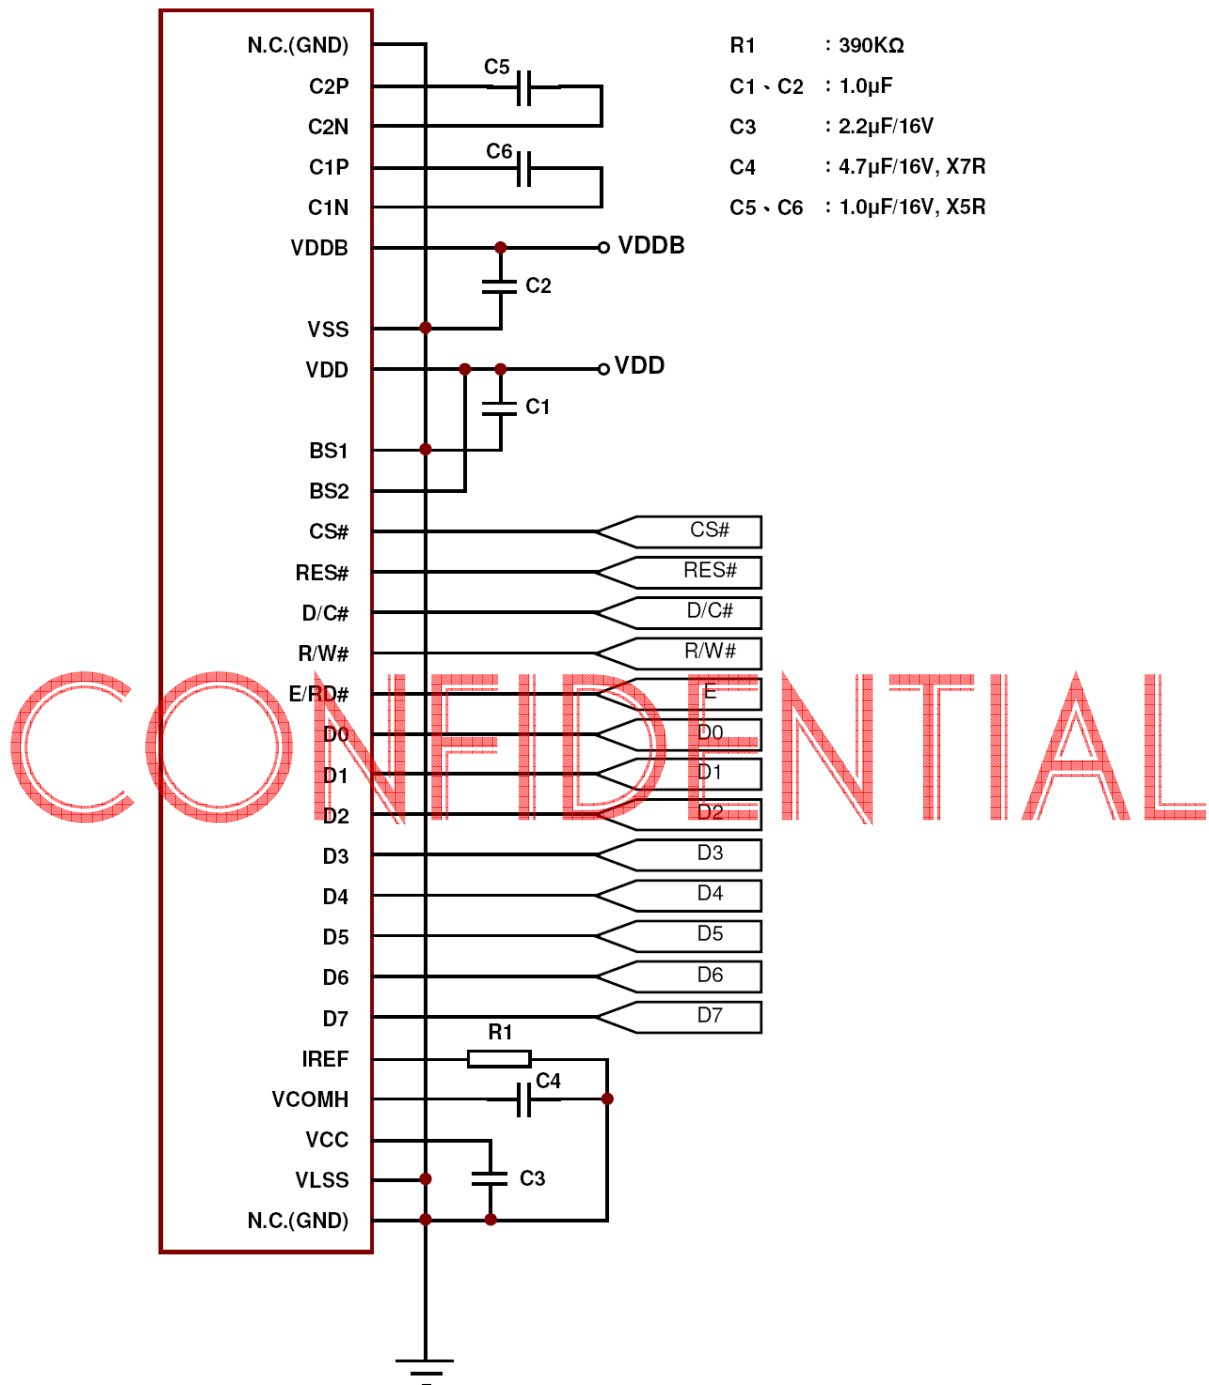 N.C.(GND)
C2P
C2N
C1P
C1N
VDDB
VSS
VDD
BS1
BS2
CS#
RES#
D/C#
R/W#
E/RD#
D0
D1
D2
D3
D4
D5
D6
D7
IREF
VCOMH
VCC
VLSS
N.C.(GND)
C5
C6
VDDB
C2
VDD
C1
CS#
RES#
D/C#
R/W#
E
D0
D1
D2
D3
D4
D5
D6
D7
R1
C4
C3
R1 : 390KΩ
C1、C2 : 1.0μF
C3 : 2.2μF/16V
C4 : 4.7μF/16V, X7R
C5、C6 : 1.0μF/16V, X5R
CONFIDENTIAL